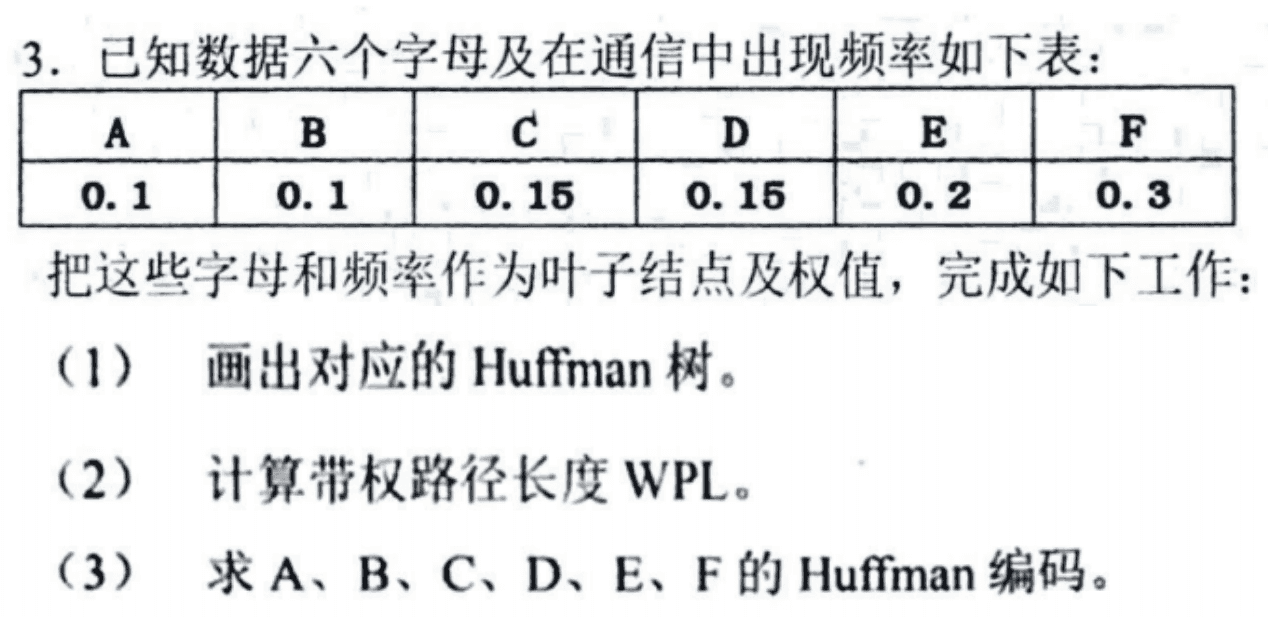 3. 已知数据六个字母及在通信中出现频率如下表:
A B C D E F
0.1 0.1 0.15 0.15 0.2 0.3
把这些字母和频率作为叶子结点及权值，完成如下工作:
(1) 画出对应的 Huffman 树。
(2) 计算带权路径长度 WPL。
(3) 求 A、B、C、D、E、F 的 Huffman 编码。